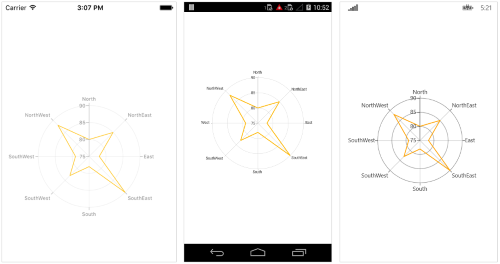 Carrier 3:07 PM
North
90
NorthWest NorthEast
85
80
SouthWest 75 East
SouthWest SouthEast
South
10:52
North
90
NorthWest NorthEast
85
80
West 75 East
SouthWest SouthEast
South
5:21
North
90
NorthWest NorthEast
85
80
SouthWest 75 East
SouthWest SouthEast
South